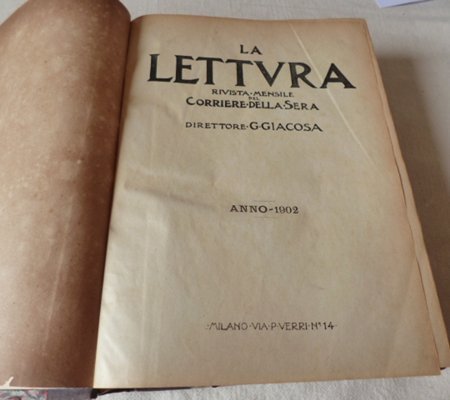 LA
LETTVRA
RIVISTA·MENSILE
DEL
CORRIERE·DELLA·SERA
DIRETTORE·G·GIACOSA
ANNO-1902
·MILANO·VIA·P·VERRI·Nº14·